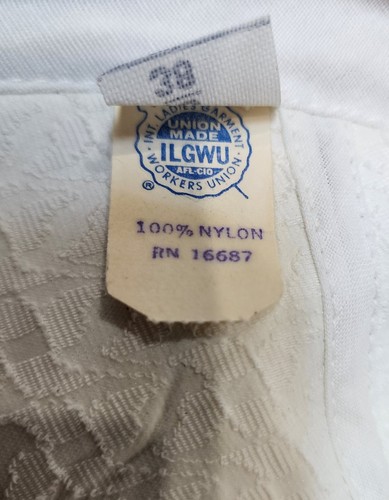 38
INT. LADIES GARMENT
UNION
MADE
ILGWU
AFL-CIO
WORKERS UNION
®
100% NYLON
RN 16687